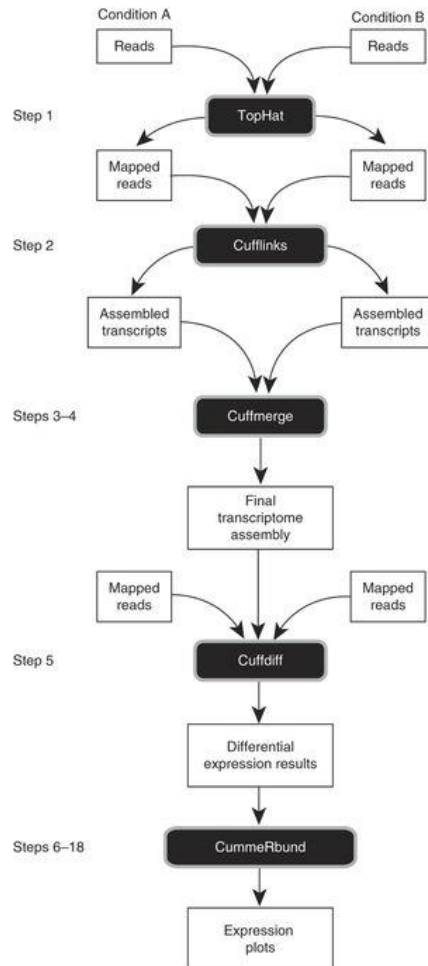 Condition A
Condition B
Reads
Reads
Step 1
TopHat
Mapped
reads
Mapped
reads
Step 2
Cufflinks
Assembled
transcripts
Assembled
transcripts
Steps 3–4
Cuffmerge
Final
transcriptome
assembly
Mapped
reads
Mapped
reads
Step 5
Cuffdiff
Differential
expression results
Steps 6–18
CummeRbund
Expression
plots